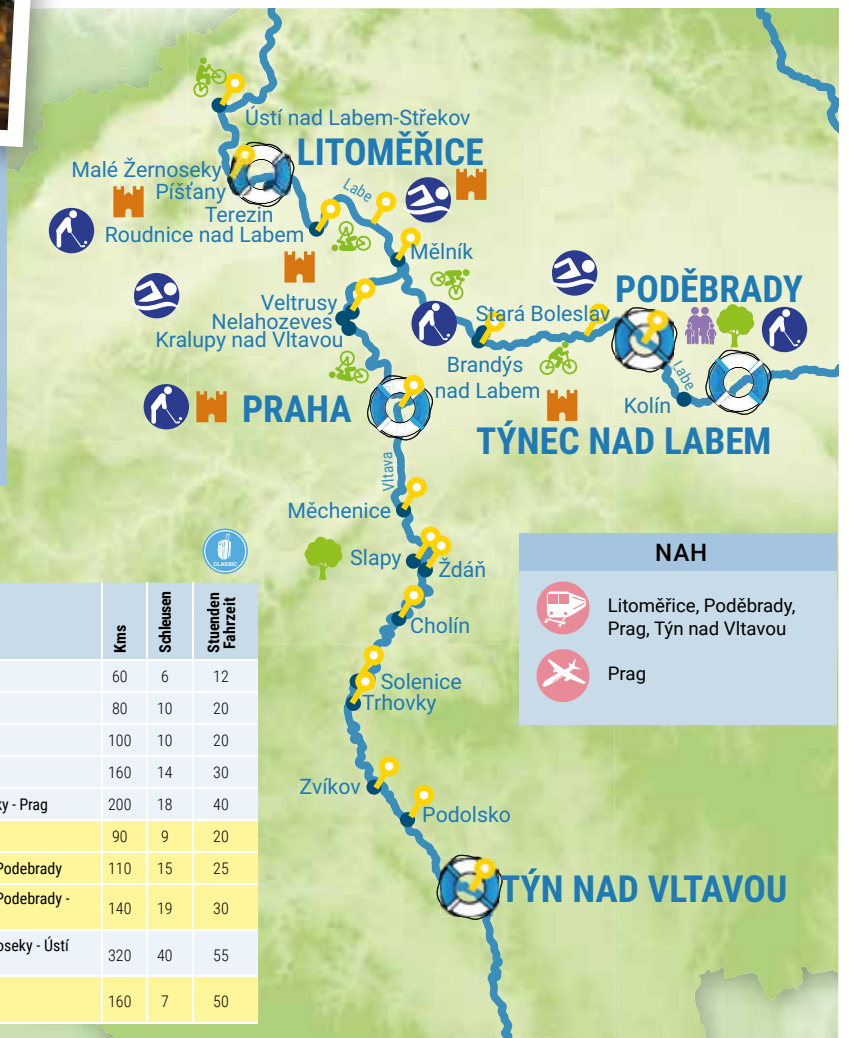 Ústí nad Labem-Střekov
LITOMĚŘICE
Malé Žernoseky
Píšťany
Labe
Terezin
Roudnice nad Labem
Mělník
Veltrusy
Nelahozeves
Kralupy nad Vltavou
Stará Boleslav
PODĚBRADY
Brandýs
nad Labem
Labe
Kolín
PRAHA
TÝNEC NAD LABEM
Vltava
Měchenice
Slapy
Ždáň
Cholín
Solenice
Trhovky
Zvíkov
Podolsko
TÝN NAD VLTAVOU
NAH
Litoměřice, Poděbrady,
Prag, Týn nad Vltavou
Prag
CLASSIC
Kms Schleusen Stuenden
Fahrzeit
60 6 12
80 10 20
100 10 20
160 14 30
ky - Prag 200 18 40
90 9 20
Podebrady 110 15 25
Podebrady - 140 19 30
oseky - Ústí 320 40 55
160 7 50